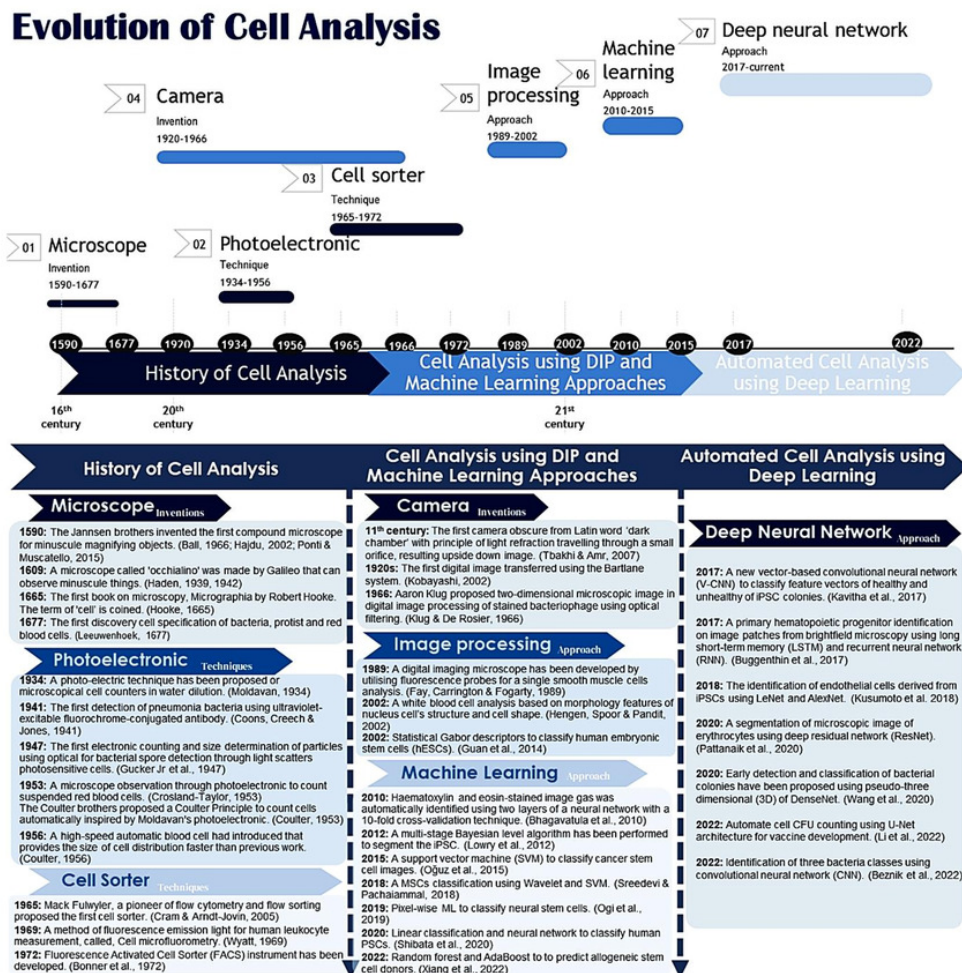 Evolution of Cell Analysis
07
Deep neural network
Approach
2017-current
06
Machine
learning
Approach
2010-2015
05
Image
processing
Approach
1989-2002
04
Camera
Invention
1920-1966
03
Cell sorter
Technique
1965-1972
02
Photoelectronic
Technique
1934-1956
01
Microscope
Invention
1590-1677
1590 1677 1920 1934 1956 1965 1966 1972 1989 2002 2010 2015 2017 2022
History of Cell Analysis
Cell Analysis using DIP and
Machine Learning Approaches
Automated Cell Analysis
using Deep Learning
16th
century
20th
century
21st
century
History of Cell Analysis
Microscope Inventions
1590: The Jannsen brothers invented the first compound microscope
for minuscule magnifying objects. (Ball, 1966; Hajdu, 2002; Ponti &
Muscatello, 2015)
1609: A microscope called 'occhialino' was made by Galileo that can
observe minuscule things. (Haden, 1939, 1942)
1665: The first book on microscopy, Micrographia by Robert Hooke.
The term of 'cell' is coined. (Hooke, 1665)
1677: The first discovery cell specification of bacteria, protist and red
blood cells. (Leeuwenhoek, 1677)
Photoelectronic Techniques
1934: A photo-electric technique has been proposed or
microscopical cell counters in water dilution. (Moldavan, 1934)
1941: The first detection of pneumonia bacteria using ultraviolet-
excitable fluorochrome-conjugated antibody. (Coons, Creech &
Jones, 1941)
1947: The first electronic counting and size determination of particles
using optical for bacterial spore detection through light scatters
photosensitive cells. (Gucker Jr et al., 1947)
1953: A microscope observation through photoelectronic to count
suspended red blood cells. (Crosland-Taylor, 1953)
The Coulter brothers proposed a Coulter Principle to count cells
automatically inspired by Moldavan's photoelectronic. (Coulter, 1953)
1956: A high-speed automatic blood cell had introduced that
provides the size of cell distribution faster than previous work.
(Coulter, 1956)
Cell Sorter Techniques
1965: Mack Fulwyler, a pioneer of flow cytometry and flow sorting
proposed the first cell sorter. (Cram & Arndt-Jovin, 2005)
1969: A method of fluorescence emission light for human leukocyte
measurement, called, Cell microfluorometry. (Wyatt, 1969)
1972: Fluorescence Activated Cell Sorter (FACS) instrument has been
developed. (Bonner et al., 1972)
Cell Analysis using DIP and
Machine Learning Approaches
Camera Inventions
11th century: The first camera obscure from Latin word 'dark
chamber' with principle of light refraction travelling through a small
orifice, resulting upside down image. (Tbakhi & Amr, 2007)
1920s: The first digital image transferred using the Bartlane
system. (Kobayashi, 2002)
1966: Aaron Klug proposed two-dimensional microscopic image in
digital image processing of stained bacteriophage using optical
filtering. (Klug & De Rosier, 1966)
Image processing Approach
1989: A digital imaging microscope has been developed by
utilising fluorescence probes for a single smooth muscle cells
analysis. (Fay, Carrington & Fogarty, 1989)
2002: A white blood cell analysis based on morphology features of
nucleus cell's structure and cell shape. (Hengen, Spoor & Pandit,
2002)
2002: Statistical Gabor descriptors to classify human embryonic
stem cells (hESCs). (Guan et al., 2014)
Machine Learning Approach
2010: Haematoxylin and eosin-stained image gas was
automatically identified using two layers of a neural network with a
10-fold cross-validation technique. (Bhagavatula et al., 2010)
2012: A multi-stage Bayesian level algorithm has been performed
to segment the iPSC. (Lowry et al., 2012)
2015: A support vector machine (SVM) to classify cancer stem
cell images. (Oğuz et al., 2015)
2018: A MSCs classification using Wavelet and SVM. (Sreedevi &
Pachaiammal, 2018)
2019: Pixel-wise ML to classify neural stem cells. (Ogi et al.,
2019)
2020: Linear classification and neural network to classify human
PSCs. (Shibata et al., 2020)
2022: Random forest and AdaBoost to to predict allogeneic stem
cell donors. (Xiang et al., 2022)
Automated Cell Analysis using
Deep Learning
Deep Neural Network Approach
2017: A new vector-based convolutional neural network
(V-CNN) to classify feature vectors of healthy and
unhealthy of iPSC colonies. (Kavitha et al., 2017)
2017: A primary hematopoietic progenitor identification
on image patches from brightfield microscopy using long
short-term memory (LSTM) and recurrent neural network
(RNN). (Buggenthin et al., 2017)
2018: The identification of endothelial cells derived from
iPSCs using LeNet and AlexNet. (Kusumoto et al. 2018)
2020: A segmentation of microscopic image of
erythrocytes using deep residual network (ResNet).
(Pattanaik et al., 2020)
2020: Early detection and classification of bacterial
colonies have been proposed using pseudo-three
dimensional (3D) of DenseNet. (Wang et al., 2020)
2022: Automate cell CFU counting using U-Net
architecture for vaccine development. (Li et al., 2022)
2022: Identification of three bacteria classes using
convolutional neural network (CNN). (Beznik et al., 2022)